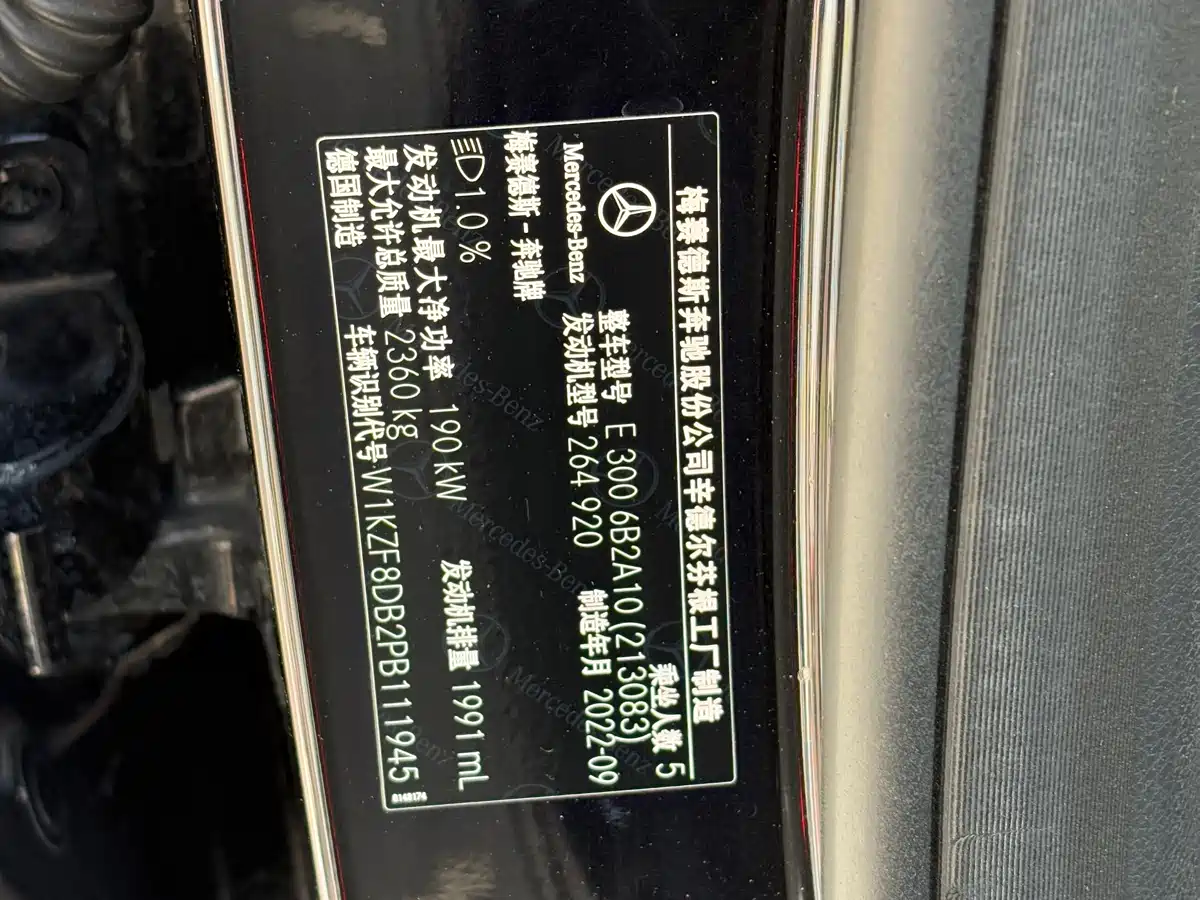 梅赛德斯奔驰股份公司辛德尔芬根工厂制造
乘坐人数 5
整车型号 E 300 6B2A10(213083)
Mercedes-Benz 发动机型号 264 920 制造年月 2022-09
梅赛德斯-奔驰牌
1.0%
发动机最大净功率 190 kW 发动机排量 1991 mL
最大允许总质量 2360 kg
德国制造 车辆识别代号 W1KZF8DB2PB111945